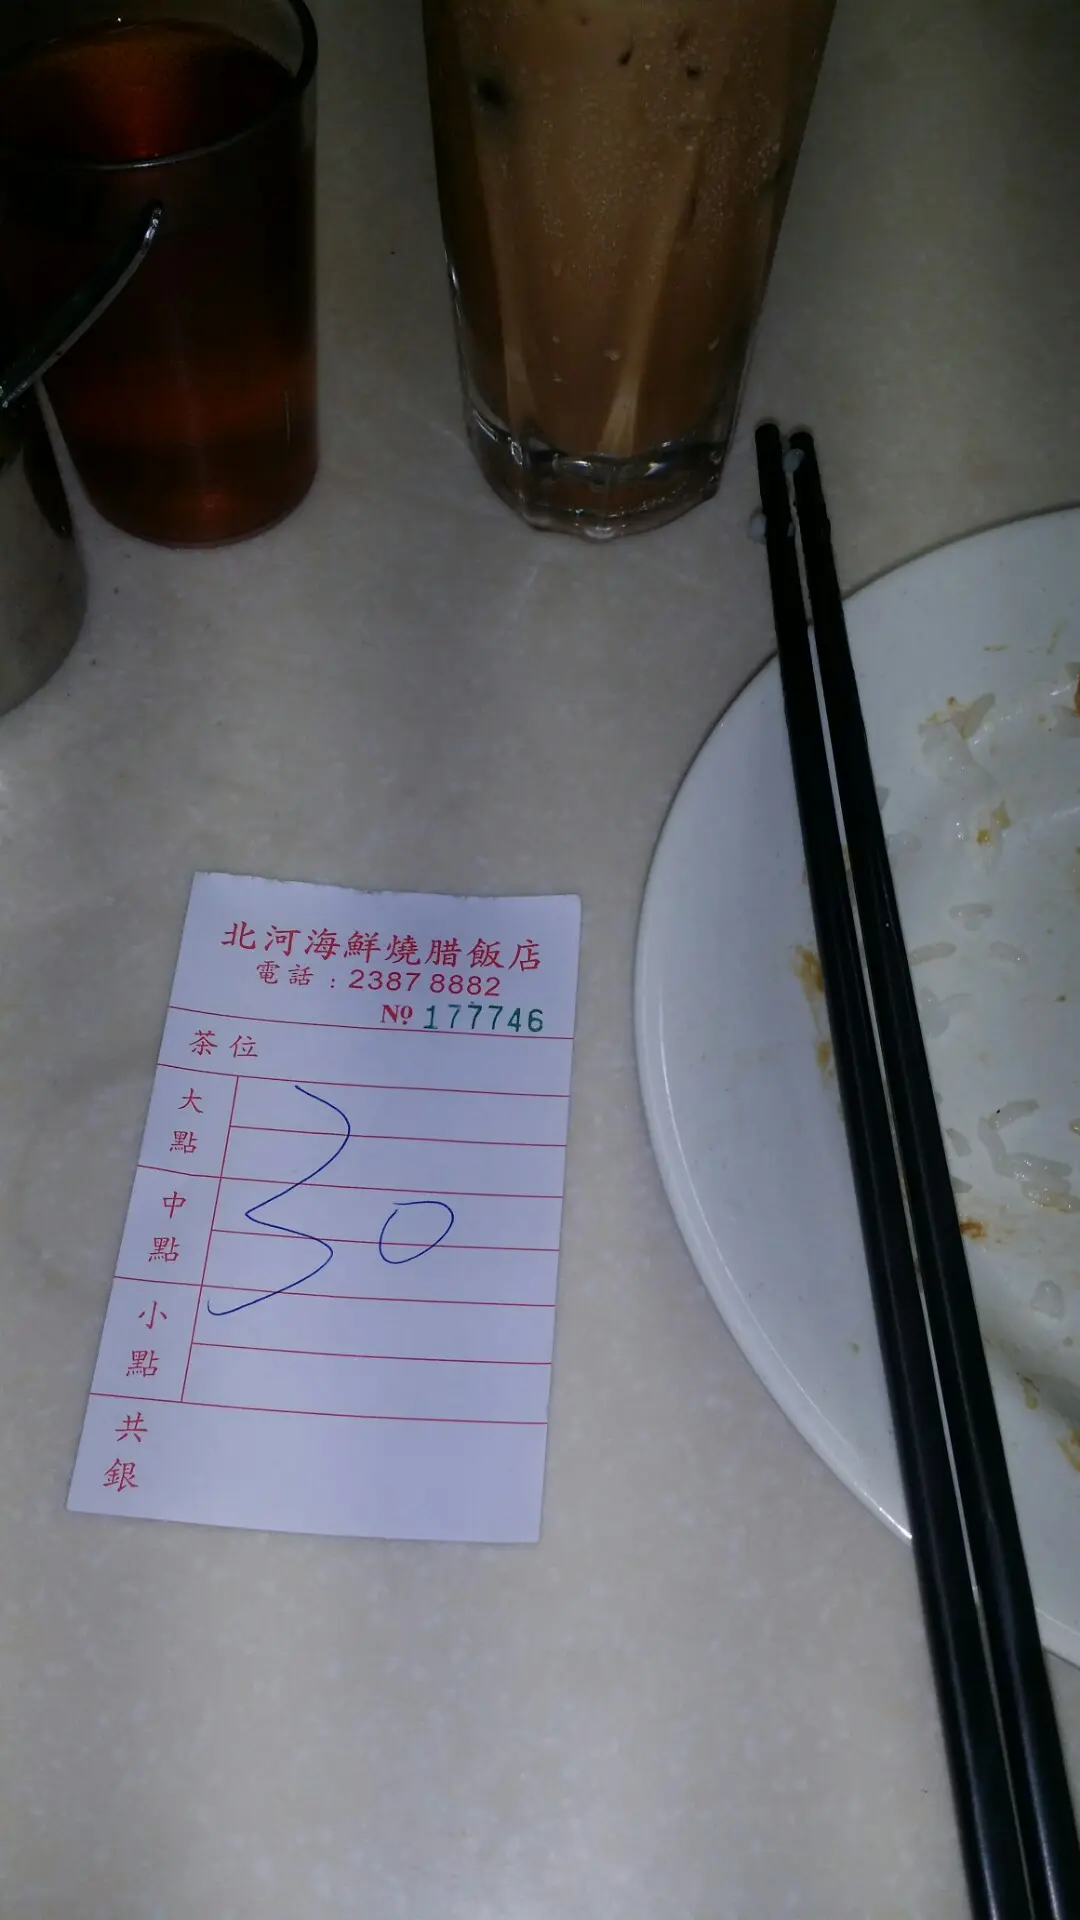 北河海鮮燒腊飯店
電話：2387 8882
Nº 177746
茶位
大點
中點
30
小點
共銀